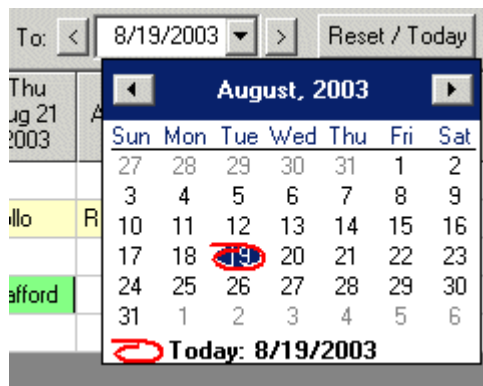 To: < 8/19/2003 > Reset / Today
Thu
ug 21
2003
August, 2003
Sun Mon Tue Wed Thu Fri Sat
27 28 29 30 31 1 2
3 4 5 6 7 8 9
10 11 12 13 14 15 16
17 18 19 20 21 22 23
24 25 26 27 28 29 30
31 1 2 3 4 5 6
Today: 8/19/2003
llo R
afford